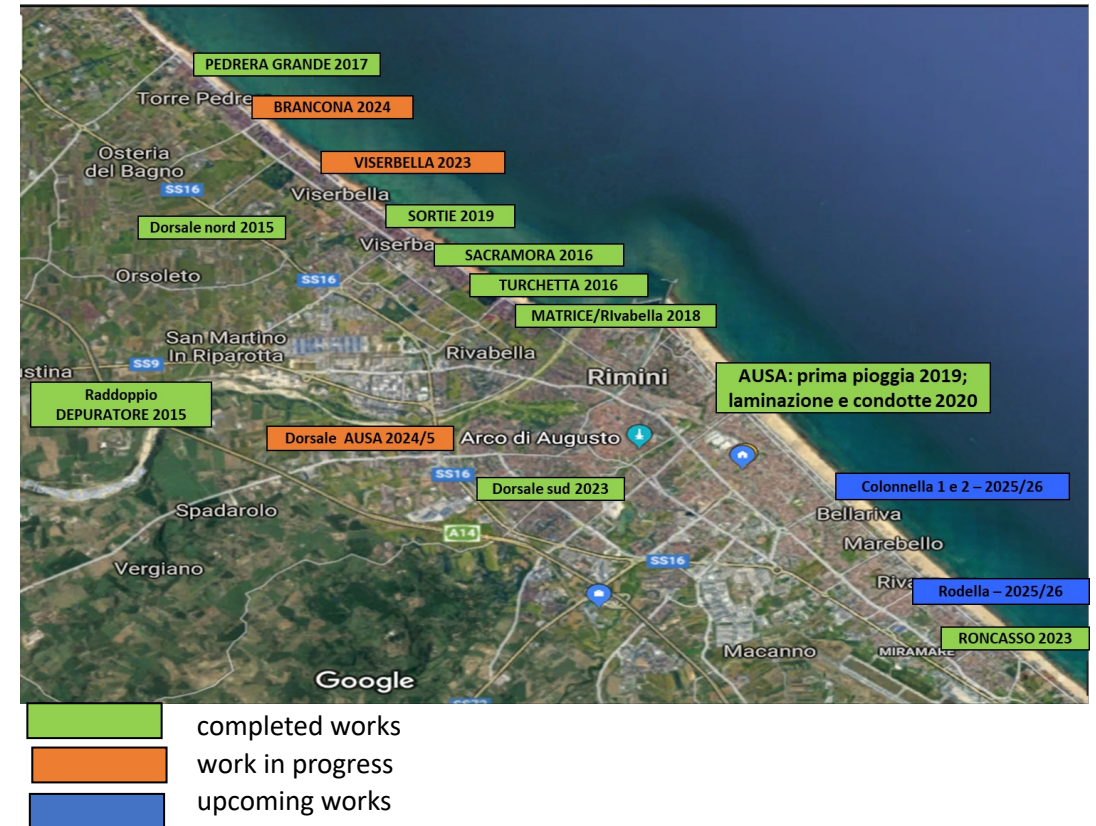 PEDRERA GRANDE 2017
Torre Pedre
BRANCONA 2024
Osteria
del Bagno
VISERBELLA 2023
SS16
Viserbella
SORTIE 2019
Dorsale nord 2015
Viserba
SACRAMORA 2016
Orsoleto
SS16
TURCHETTA 2016
MATRICE/RIvabella 2018
San Martino
In Riparotta
Rivabella
SS9
stina
Rimini
AUSA: prima pioggia 2019;
laminazione e condotte 2020
Raddoppio
DEPURATORE 2015
Dorsale AUSA 2024/5
Arco di Augusto
SS16
Dorsale sud 2023
Colonnella 1 e 2 – 2025/26
Spadarolo
Bellariva
A14
Marebello
SS16
Vergiano
Riva
Rodella – 2025/26
RONCASSO 2023
Macanno
MIRAMARE
Google
completed works
work in progress
upcoming works